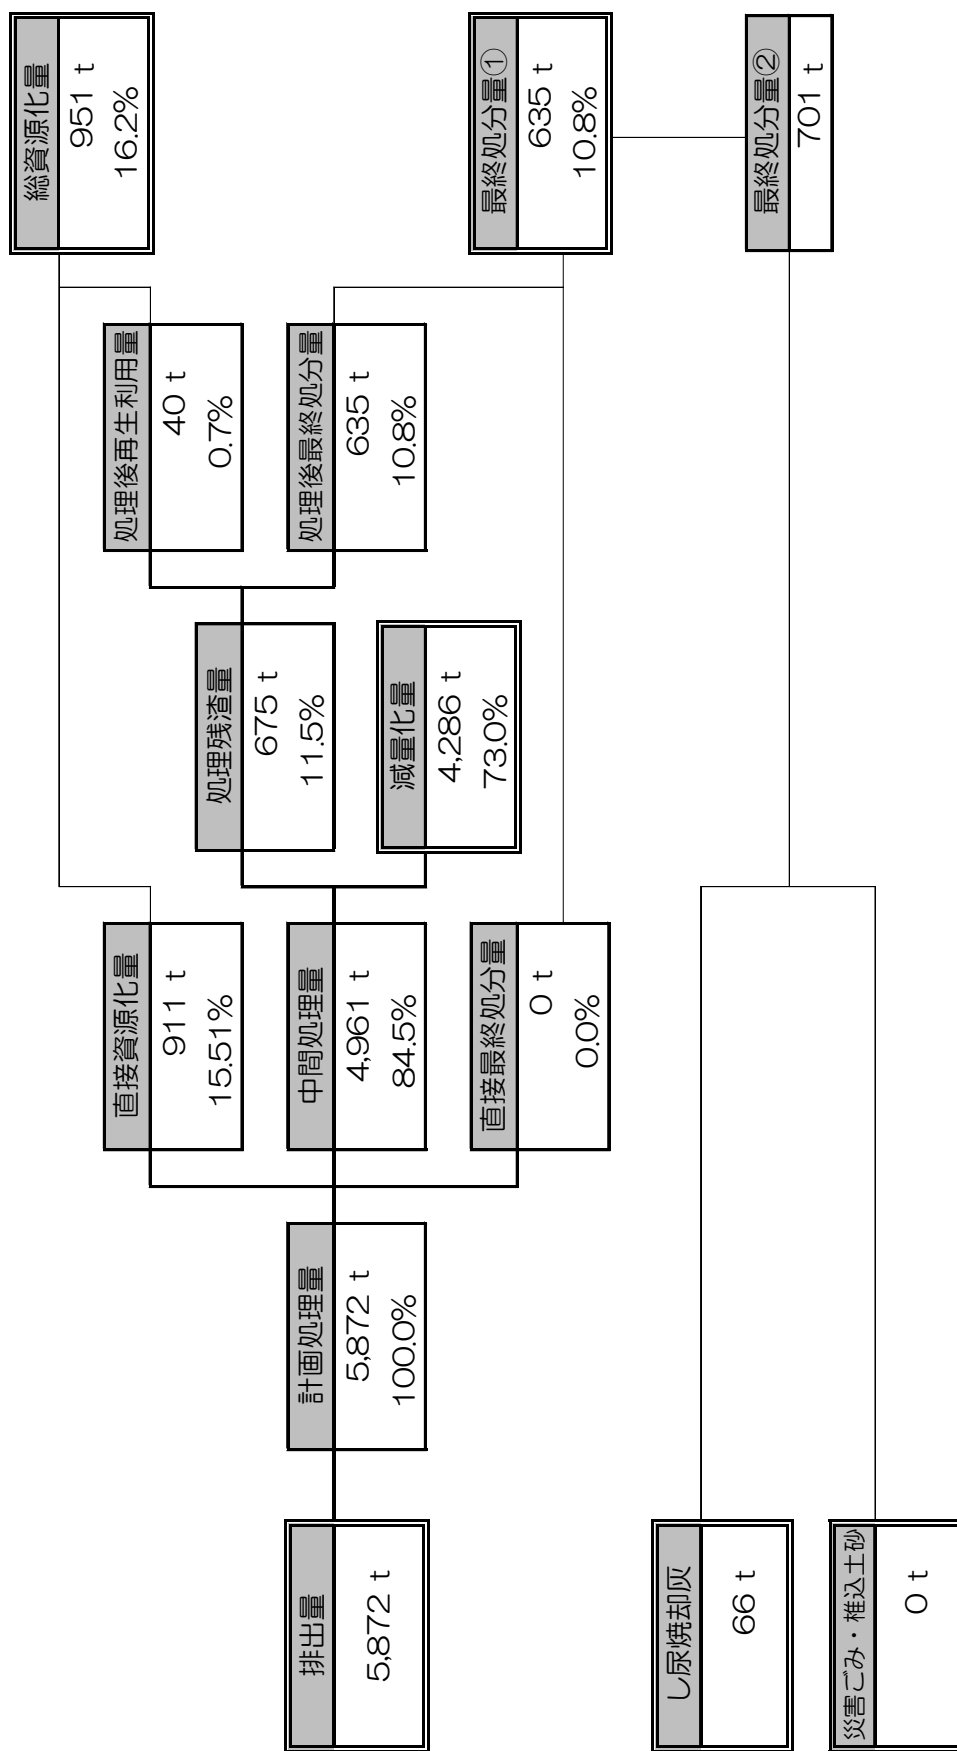 排出量
5,872 t
計画処理量
5,872 t
100.0%
直接資源化量
911 t
15.51%
中間処理量
4,961 t
84.5%
直接最終処分量
0 t
0.0%
処理残渣量
675 t
11.5%
減量化量
4,286 t
73.0%
処理後再生利用量
40 t
0.7%
処理後最終処分量
635 t
10.8%
総資源化量
951 t
16.2%
最終処分量①
635 t
10.8%
最終処分量②
701 t
し尿焼却灰
66 t
災害ごみ・椎込土砂
0 t